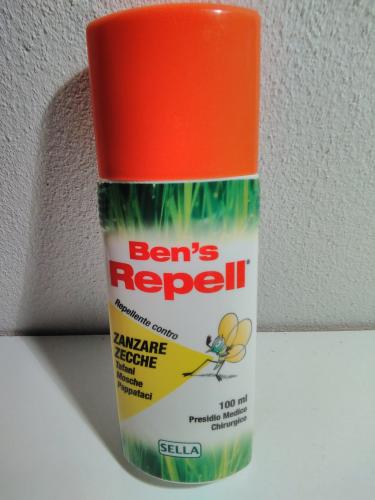 Ben's
Repell®
Repellente contro
ZANZARE
ZECCHE
Tafani
Mosche
Pappataci
100 ml
Presidio Medico
Chirurgico
SELLA